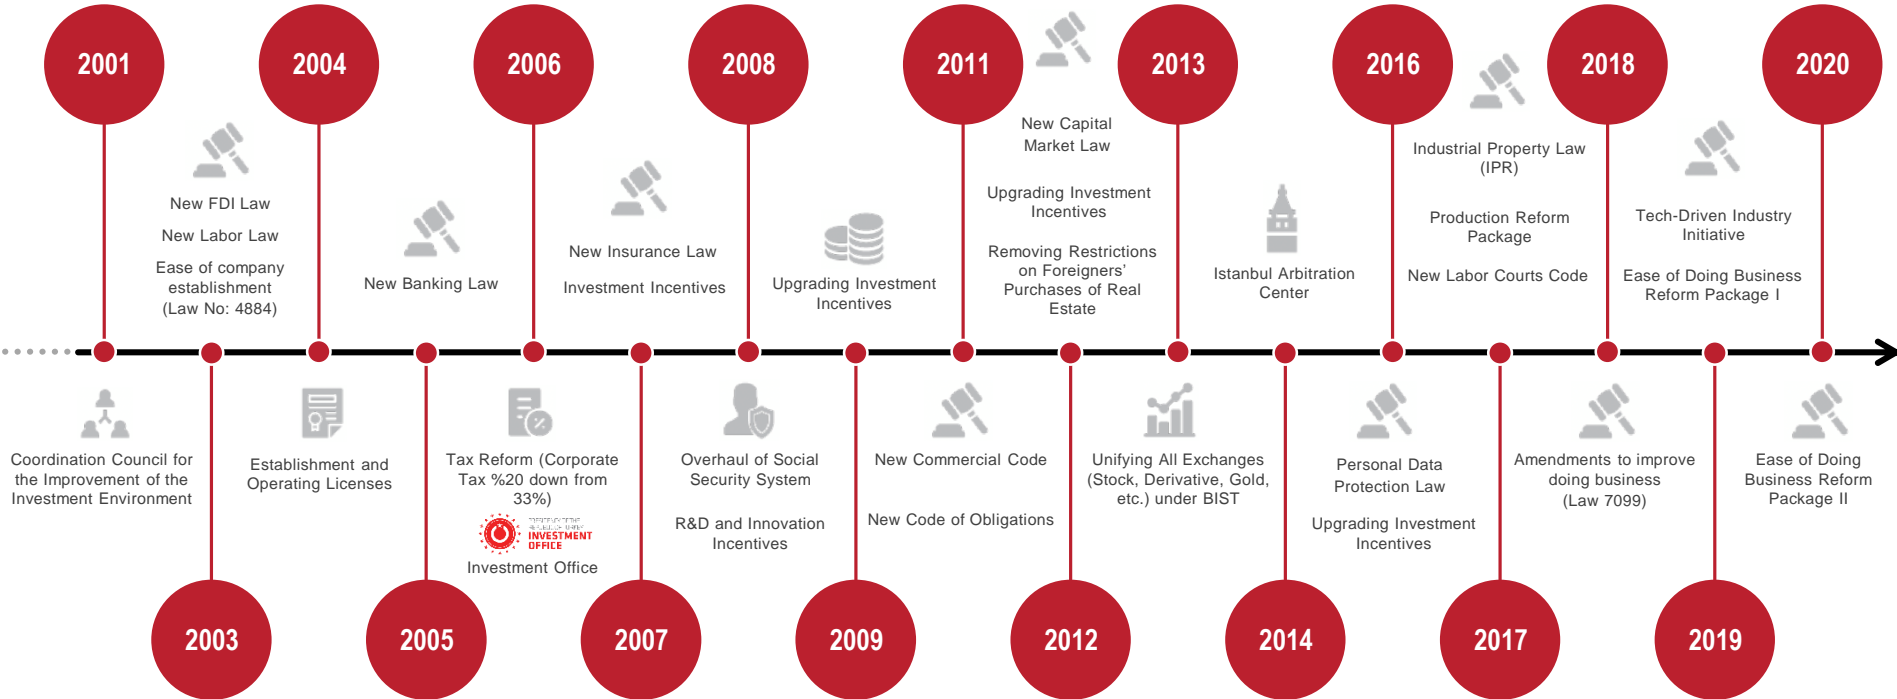 2001
2004
2006
2008
2011
2013
2016
2018
2020
New FDI Law
New Labor Law
Ease of company
establishment
(Law No: 4884)
New Banking Law
New Insurance Law
Investment Incentives
Upgrading Investment
Incentives
New Capital
Market Law
Upgrading Investment
Incentives
Removing Restrictions
on Foreigners’
Purchases of Real
Estate
Istanbul Arbitration
Center
Industrial Property Law
(IPR)
Production Reform
Package
New Labor Courts Code
Tech-Driven Industry
Initiative
Ease of Doing Business
Reform Package I
Coordination Council for
the Improvement of the
Investment Environment
Establishment and
Operating Licenses
Tax Reform (Corporate
Tax %20 down from
33%)
INVESTMENT
OFFICE
Investment Office
Overhaul of Social
Security System
R&D and Innovation
Incentives
New Commercial Code
New Code of Obligations
Unifying All Exchanges
(Stock, Derivative, Gold,
etc.) under BIST
Personal Data
Protection Law
Upgrading Investment
Incentives
Amendments to improve
doing business
(Law 7099)
Ease of Doing
Business Reform
Package II
2003
2005
2007
2009
2012
2014
2017
2019